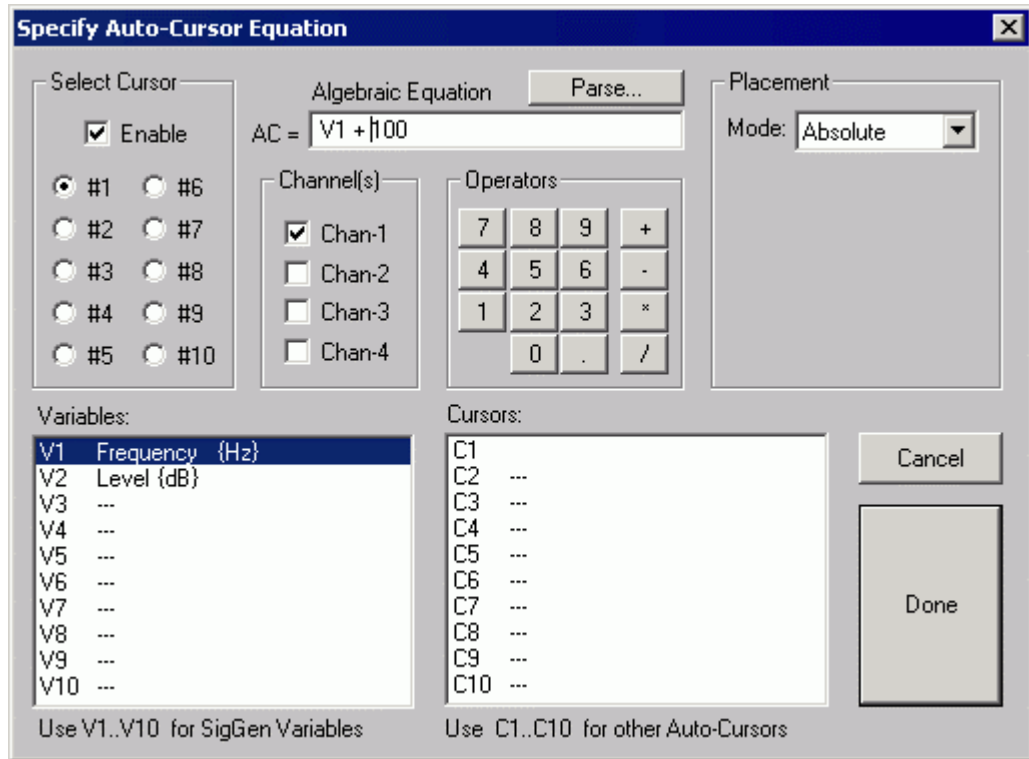 Specify Auto-Cursor Equation
Select Cursor
Enable
#1 #6
#2 #7
#3 #8
#4 #9
#5 #10
Algebraic Equation Parse...
AC = V1 + 100
Channel(s)
Chan-1
Chan-2
Chan-3
Chan-4
Operators
7 8 9 +
4 5 6 -
1 2 3 *
0 . /
Placement
Mode: Absolute
Variables:
V1 Frequency {Hz}
V2 Level {dB}
V3 ---
V4 ---
V5 ---
V6 ---
V7 ---
V8 ---
V9 ---
V10 ---
Use V1..V10 for SigGen Variables
Cursors:
C1
C2 ---
C3 ---
C4 ---
C5 ---
C6 ---
C7 ---
C8 ---
C9 ---
C10 ---
Use C1..C10 for other Auto-Cursors
Cancel
Done